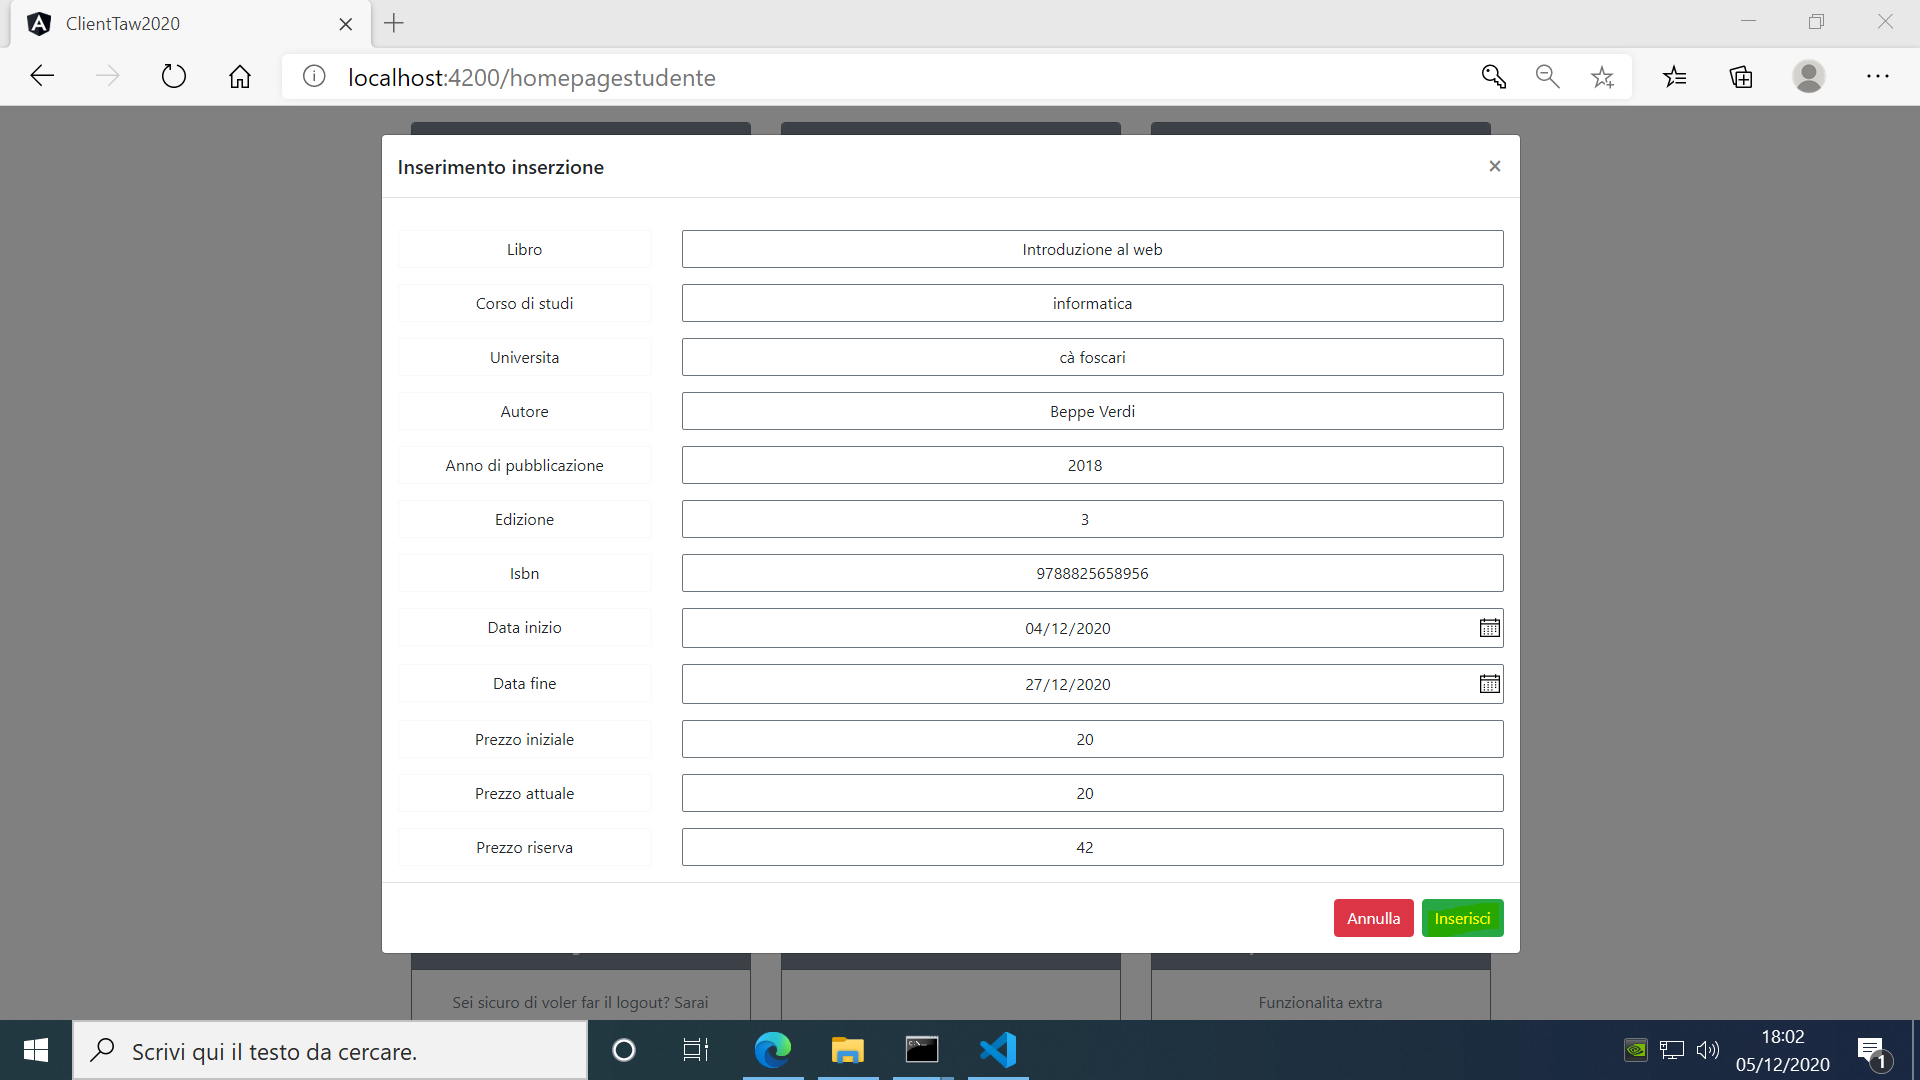 ClientTaw2020
localhost:4200/homepagestudente
Inserimento inserzione
×
Libro Introduzione al web
Corso di studi informatica
Universita cà foscari
Autore Beppe Verdi
Anno di pubblicazione 2018
Edizione 3
Isbn 9788825658956
Data inizio 04/12/2020
Data fine 27/12/2020
Prezzo iniziale 20
Prezzo attuale 20
Prezzo riserva 42
Annulla Inserisci
Sei sicuro di voler far il logout? Sarai Funzionalita extra
Scrivi qui il testo da cercare.
18:02
05/12/2020
1